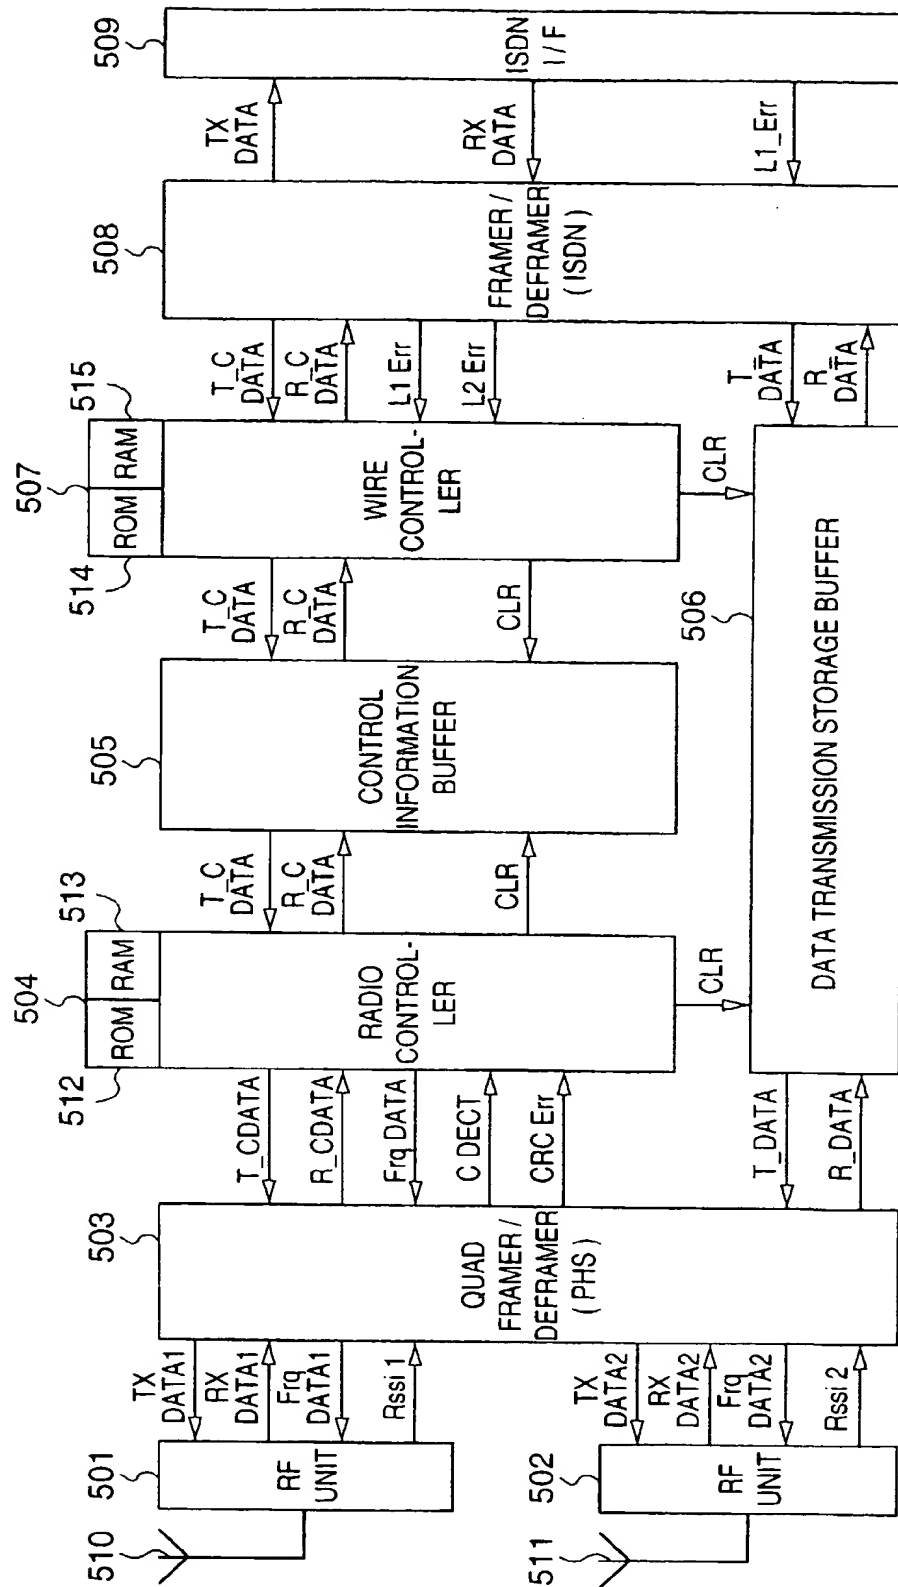 510
501
RF
UNIT
TX
DATA1
RX
DATA1
Frq
DATA1
Rssi 1
511
502
RF
UNIT
TX
DATA2
RX
DATA2
Frq
DATA2
Rssi 2
503
QUAD
FRAMER /
DEFRAMER
( PHS )
T_CDATA
R_CDATA
Frq DATA
C DECT
CRC Err
T_DATA
R_DATA
512
504
513
ROM
RAM
RADIO
CONTROL-
LER
CLR
T_C
DATA
R_C
DATA
CLR
505
CONTROL
INFORMATION
BUFFER
T_C
DATA
R_C
DATA
CLR
514
507
515
ROM
RAM
WIRE
CONTROL-
LER
CLR
506
DATA TRANSMISSION STORAGE BUFFER
T_C
DATA
R_C
DATA
L1 Err
L2 Err
T_
DATA
R_
DATA
508
FRAMER /
DEFRAMER
( ISDN )
TX
DATA
RX
DATA
L1_Err
509
ISDN
I / F